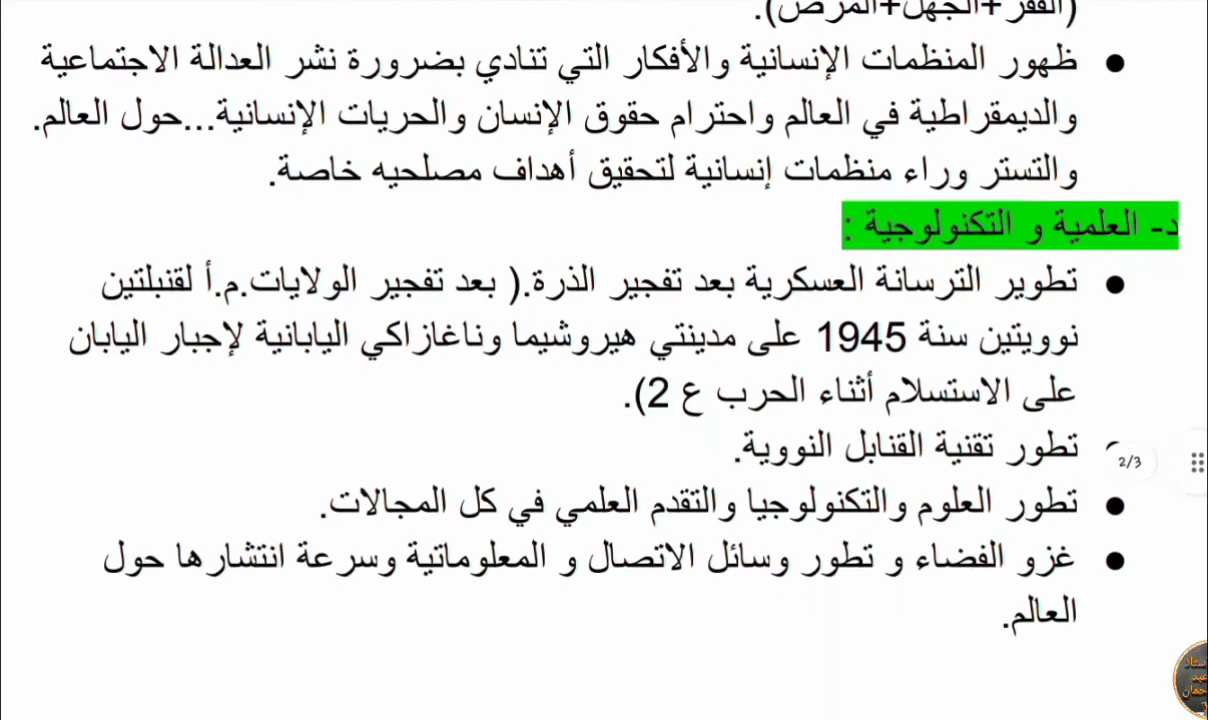 (الفقر+الجهل+المرض).
● ظهور المنظمات الإنسانية والأفكار التي تنادي بضرورة نشر العدالة الاجتماعية
والديمقراطية في العالم واحترام حقوق الإنسان والحريات الإنسانية...حول العالم.
والتستر وراء منظمات إنسانية لتحقيق أهداف مصلحيه خاصة.
د- العلمية و التكنولوجية :
● تطوير الترسانة العسكرية بعد تفجير الذرة.( بعد تفجير الولايات.م.أ لقنبلتين
نوويتين سنة 1945 على مدينتي هيروشيما وناغازاكي اليابانية لإجبار اليابان
على الاستسلام أثناء الحرب ع 2).
● تطور تقنية القنابل النووية.
2/3
● تطور العلوم والتكنولوجيا والتقدم العلمي في كل المجالات.
● غزو الفضاء و تطور وسائل الاتصال و المعلوماتية وسرعة انتشارها حول
العالم.